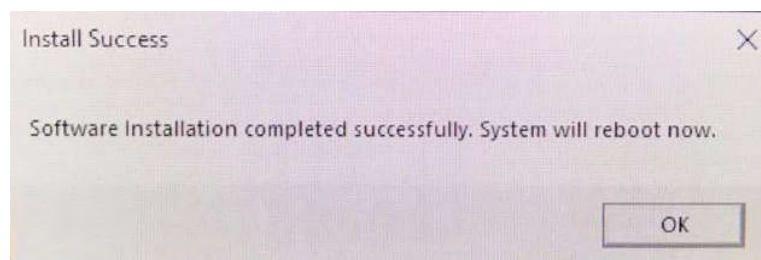 Install Success
Software Installation completed successfully. System will reboot now.
OK